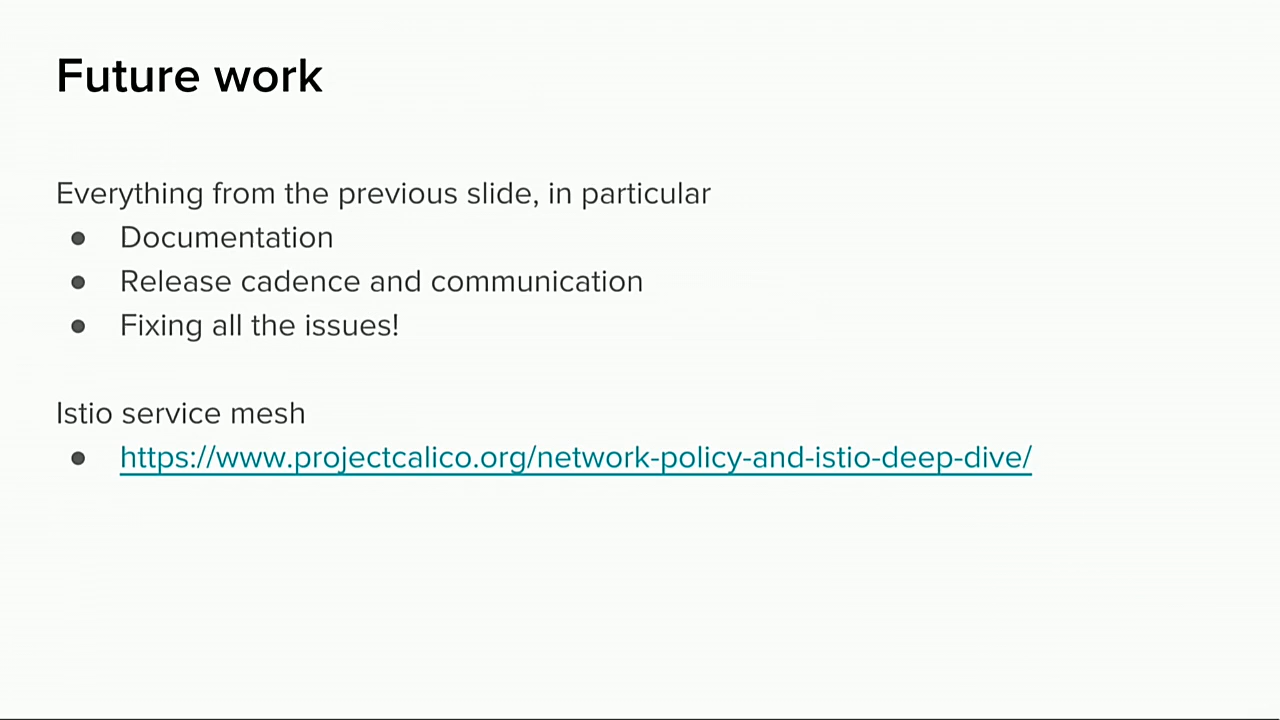 Future work
Everything from the previous slide, in particular
● Documentation
● Release cadence and communication
● Fixing all the issues!
Istio service mesh
● https://www.projectcalico.org/network-policy-and-istio-deep-dive/